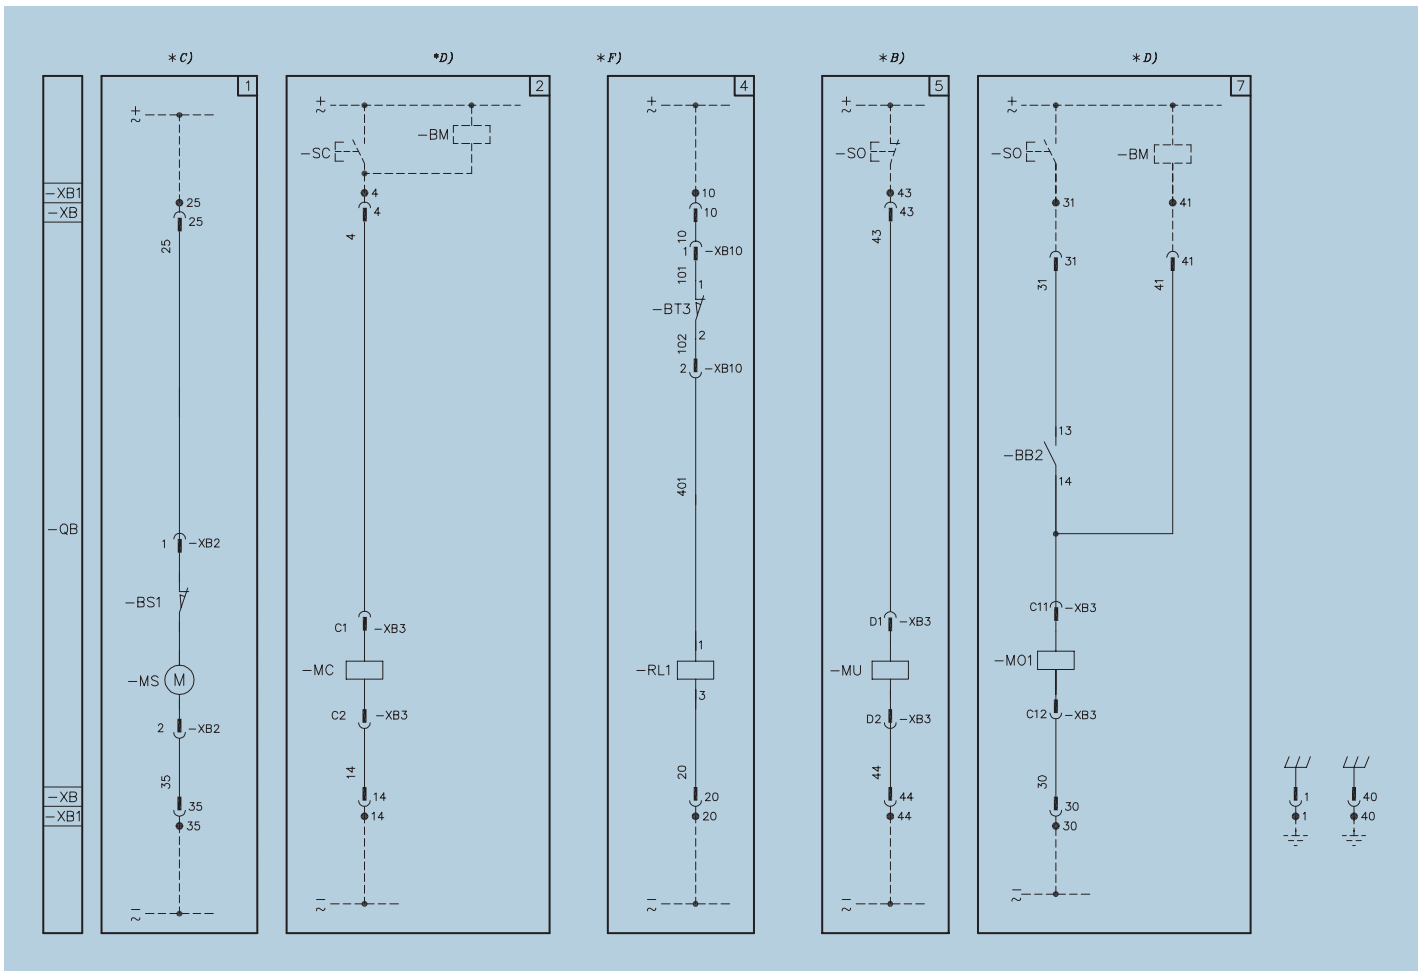 *C)
*D)
*F)
*B)
*D)
-XB1
-XB
-QB
-XB
-XB1
1
+
~
25
25
25
1 -XB2
-BS1
-MS M
2 -XB2
35
35
35
-
~
2
+
~
-BM
-SC
4
4
4
C1 -XB3
-MC
C2 -XB3
14
14
14
-
~
4
+
~
10
10
10
1 -XB10
101
1
-BT3
2
102
2 -XB10
401
1
-RL1
3
20
20
20
-
~
5
+
~
-SO
43
43
43
D1 -XB3
-MU
D2 -XB3
44
44
44
-
~
7
+
~
-SO
-BM
31
41
31
41
31
41
13
-BB2
14
C11 -XB3
-MO1
C12 -XB3
30
30
30
-
~
1
1
40
40